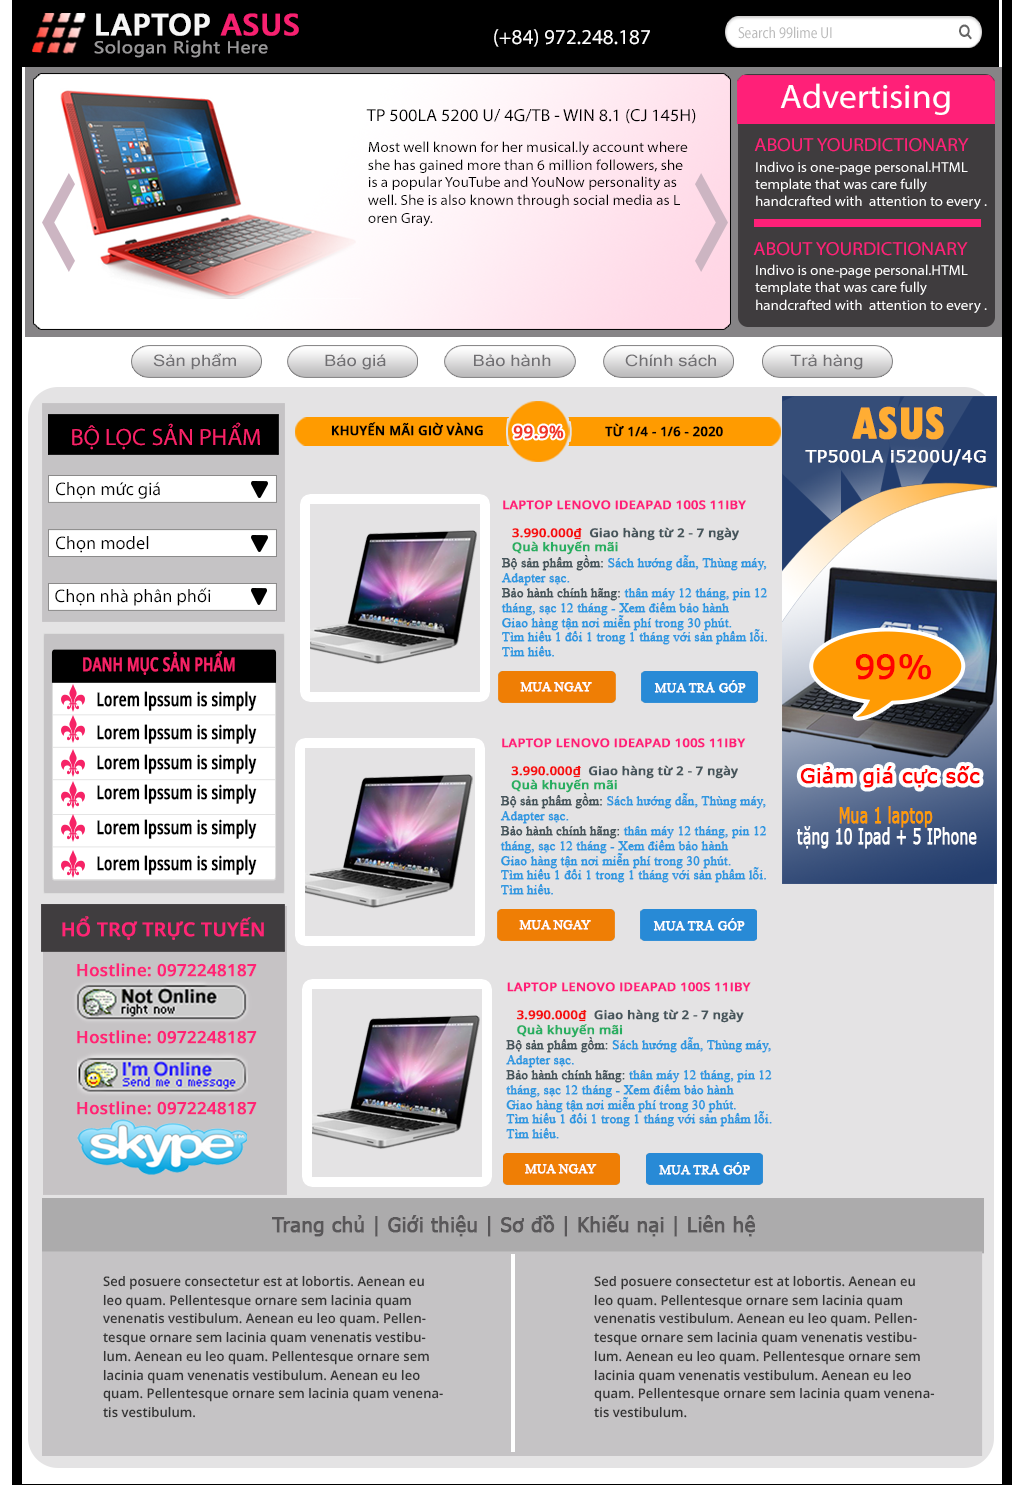 LAPTOP ASUS
Sologan Right Here
(+84) 972.248.187
Search 99lime UI
TP 500LA 5200 U/ 4G/TB - WIN 8.1 (CJ 145H)
Most well known for her musical.ly account where
she has gained more than 6 million followers, she
is a popular YouTube and YouNow personality as
well. She is also known through social media as L
oren Gray.
Advertising
ABOUT YOURDICTIONARY
Indivo is one-page personal.HTML
template that was care fully
handcrafted with attention to every .
ABOUT YOURDICTIONARY
Indivo is one-page personal.HTML
template that was care fully
handcrafted with attention to every .
Sản phẩm
Báo giá
Bảo hành
Chính sách
Trả hàng
BỘ LỌC SẢN PHẨM
Chọn mức giá
Chọn model
Chọn nhà phân phối
DANH MỤC SẢN PHẨM
Lorem Ipssum is simply
Lorem Ipssum is simply
Lorem Ipssum is simply
Lorem Ipssum is simply
Lorem Ipssum is simply
Lorem Ipssum is simply
HỔ TRỢ TRỰC TUYẾN
Hostline: 0972248187
Not Online
right now
Hostline: 0972248187
I'm Online
Send me a message
Hostline: 0972248187
skype
KHUYẾN MÃI GIỜ VÀNG
99.9%
TỪ 1/4 - 1/6 - 2020
LAPTOP LENOVO IDEAPAD 100S 11IBY
3.990.000₫ Giao hàng từ 2 - 7 ngày
Quà khuyến mãi
Bộ sản phẩm gồm: Sách hướng dẫn, Thùng máy,
Adapter sạc.
Bảo hành chính hãng: thân máy 12 tháng, pin 12
tháng, sạc 12 tháng - Xem điểm bảo hành
Giao hàng tận nơi miễn phí trong 30 phút.
Tìm hiểu 1 đổi 1 trong 1 tháng với sản phẩm lỗi.
Tìm hiểu.
MUA NGAY
MUA TRẢ GÓP
LAPTOP LENOVO IDEAPAD 100S 11IBY
3.990.000₫ Giao hàng từ 2 - 7 ngày
Quà khuyến mãi
Bộ sản phẩm gồm: Sách hướng dẫn, Thùng máy,
Adapter sạc.
Bảo hành chính hãng: thân máy 12 tháng, pin 12
tháng, sạc 12 tháng - Xem điểm bảo hành
Giao hàng tận nơi miễn phí trong 30 phút.
Tìm hiểu 1 đổi 1 trong 1 tháng với sản phẩm lỗi.
Tìm hiểu.
MUA NGAY
MUA TRẢ GÓP
LAPTOP LENOVO IDEAPAD 100S 11IBY
3.990.000₫ Giao hàng từ 2 - 7 ngày
Quà khuyến mãi
Bộ sản phẩm gồm: Sách hướng dẫn, Thùng máy,
Adapter sạc.
Bảo hành chính hãng: thân máy 12 tháng, pin 12
tháng, sạc 12 tháng - Xem điểm bảo hành
Giao hàng tận nơi miễn phí trong 30 phút.
Tìm hiểu 1 đổi 1 trong 1 tháng với sản phẩm lỗi.
Tìm hiểu.
MUA NGAY
MUA TRẢ GÓP
ASUS
TP500LA i5200U/4G
99%
Giảm giá cực sốc
Mua 1 laptop
tặng 10 Ipad + 5 IPhone
Trang chủ | Giới thiệu | Sơ đồ | Khiếu nại | Liên hệ
Sed posuere consectetur est at lobortis. Aenean eu
leo quam. Pellentesque ornare sem lacinia quam
venenatis vestibulum. Aenean eu leo quam. Pellen-
tesque ornare sem lacinia quam venenatis vestibu-
lum. Aenean eu leo quam. Pellentesque ornare sem
lacinia quam venenatis vestibulum. Aenean eu leo
quam. Pellentesque ornare sem lacinia quam venena-
tis vestibulum.
Sed posuere consectetur est at lobortis. Aenean eu
leo quam. Pellentesque ornare sem lacinia quam
venenatis vestibulum. Aenean eu leo quam. Pellen-
tesque ornare sem lacinia quam venenatis vestibu-
lum. Aenean eu leo quam. Pellentesque ornare sem
lacinia quam venenatis vestibulum. Aenean eu leo
quam. Pellentesque ornare sem lacinia quam venena-
tis vestibulum.